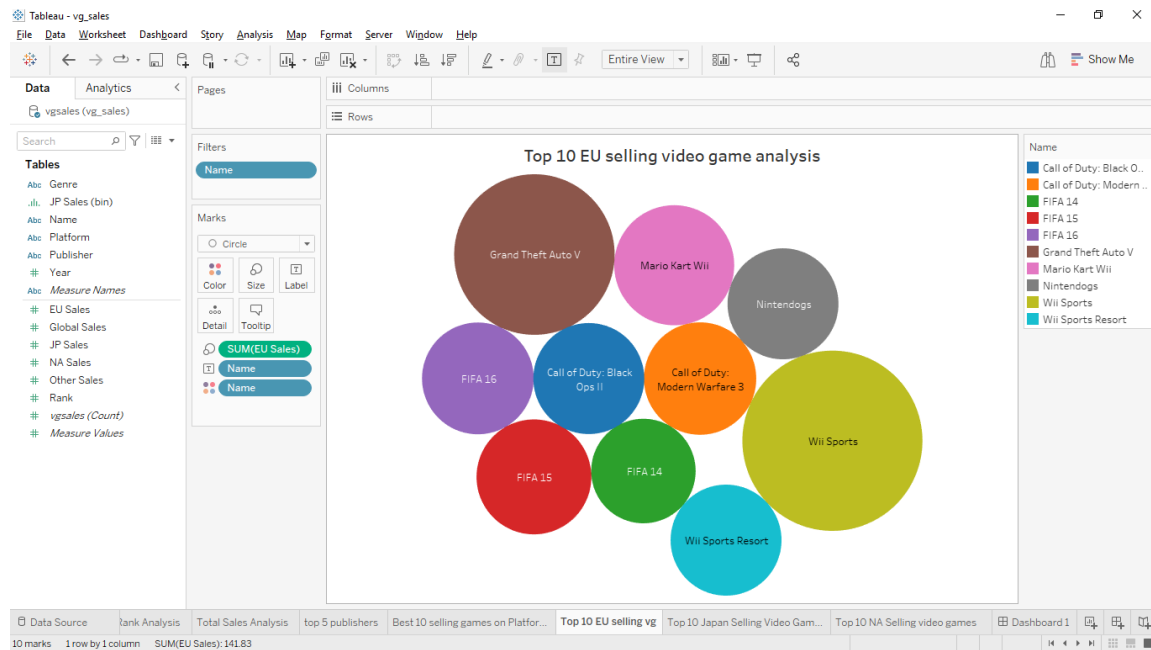 Tableau - vg_sales
File Data Worksheet Dashboard Story Analysis Map Format Server Window Help
Entire View
Show Me
Data Analytics
vgsales (vg_sales)
Search
Tables
Abc Genre
JP Sales (bin)
Abc Name
Abc Platform
Abc Publisher
# Year
Abc Measure Names
# EU Sales
# Global Sales
# JP Sales
# NA Sales
# Other Sales
# Rank
# vgsales (Count)
# Measure Values
Pages
Filters
Name
Marks
Circle
Color Size Label
Detail Tooltip
SUM(EU Sales)
Name
Name
Columns
Rows
Top 10 EU selling video game analysis
Grand Theft Auto V
Mario Kart Wii
Nintendogs
FIFA 16
Call of Duty: Black
Ops II
Call of Duty:
Modern Warfare 3
Wii Sports
FIFA 15
FIFA 14
Wii Sports Resort
Name
Call of Duty: Black O..
Call of Duty: Modern ..
FIFA 14
FIFA 15
FIFA 16
Grand Theft Auto V
Mario Kart Wii
Nintendogs
Wii Sports
Wii Sports Resort
Data Source Rank Analysis Total Sales Analysis top 5 publishers Best 10 selling games on Platfor... Top 10 EU selling vg Top 10 Japan Selling Video Gam... Top 10 NA Selling video games Dashboard 1
10 marks 1 row by 1 column SUM(EU Sales): 141.83